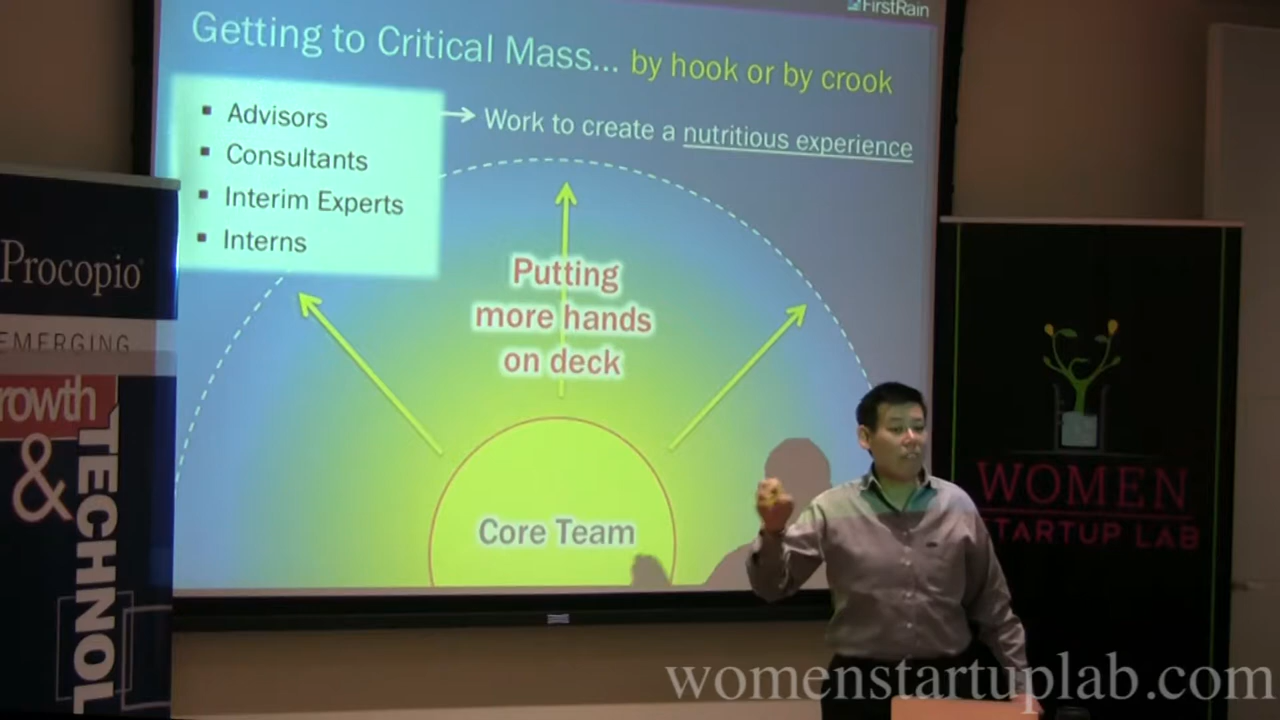 FirstRain
Getting to Critical Mass... by hook or by crook
Advisors
Consultants
Interim Experts
Interns
Work to create a nutritious experience
Putting
more hands
on deck
Core Team
Procopio
EMERGING
rowth
&
TECHNOL
WOMEN
STARTUP LAB
womenstartuplab.com